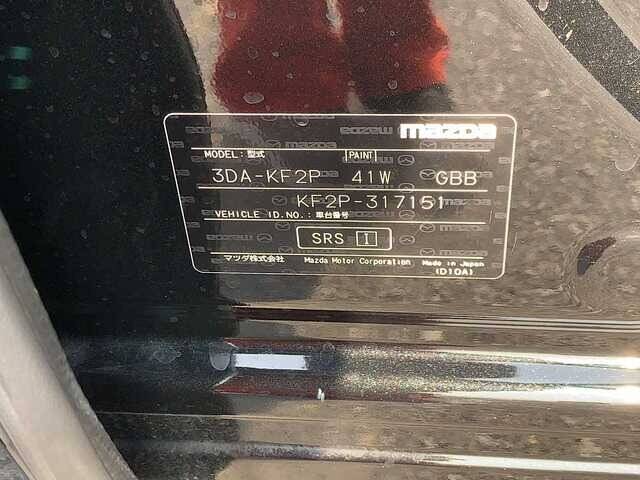 mazda
MODEL: 型式 PAINT
3DA-KF2P 41W GBB
KF2P-317151
VEHICLE ID.NO.: 車台番号
SRS I
マツダ株式会社 Mazda Motor Corporation Made in Japan
(D10A)